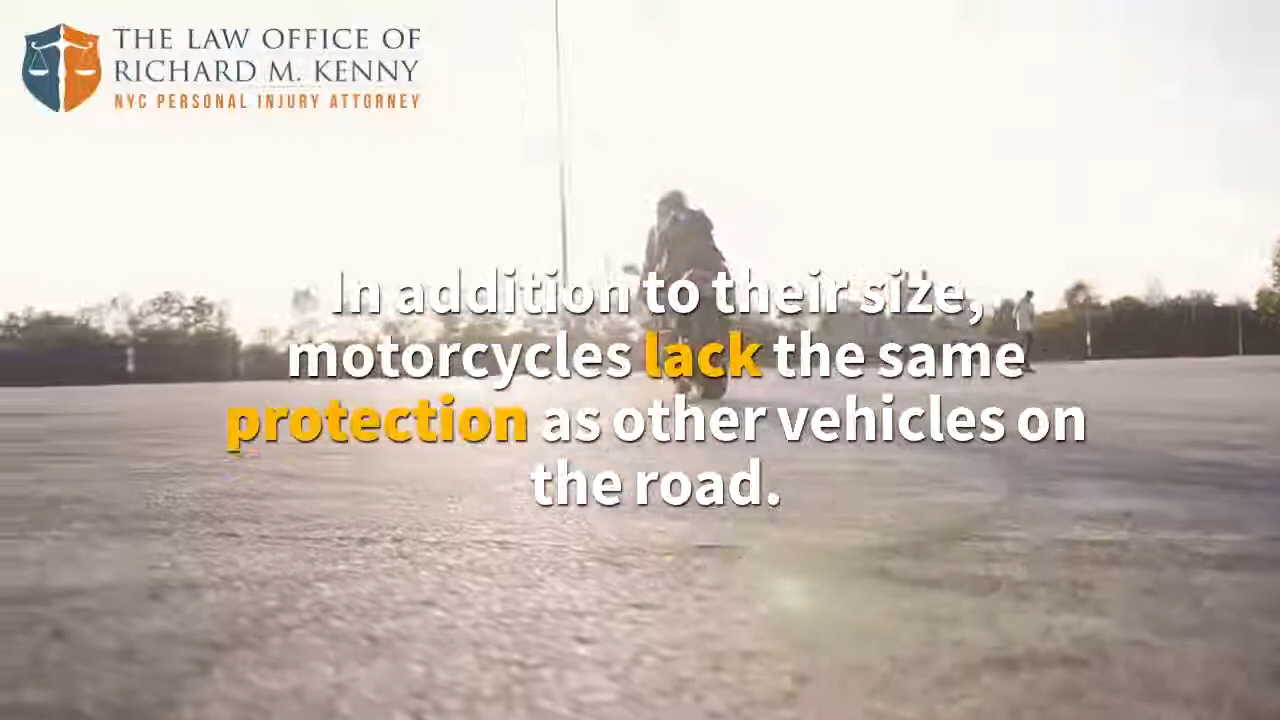 THE LAW OFFICE OF
RICHARD M. KENNY
NYC PERSONAL INJURY ATTORNEY
In addition to their size,
motorcycles lack the same
protection as other vehicles on
the road.